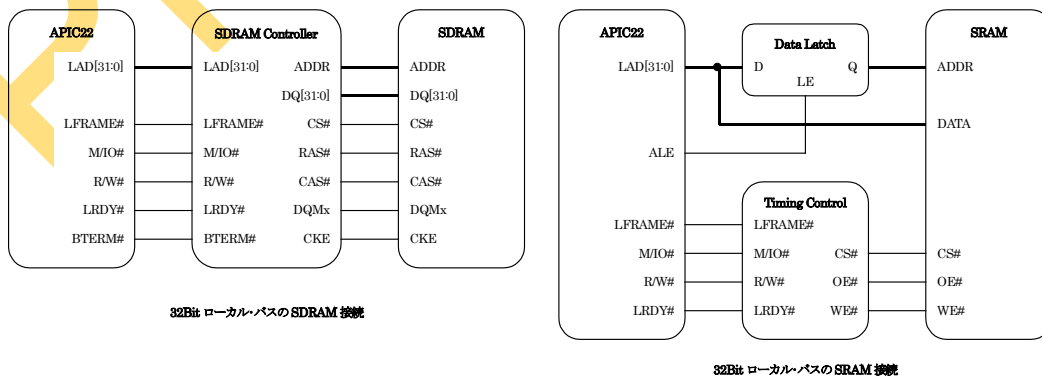 APIC22
SDRAM Controller
SDRAM
LAD[31:0]
LAD[31:0]
ADDR
ADDR
DQ[31:0]
DQ[31:0]
LFRAME#
LFRAME#
CS#
CS#
M/IO#
M/IO#
RAS#
RAS#
R/W#
R/W#
CAS#
CAS#
LRDY#
LRDY#
DQMx
DQMx
BTERM#
BTERM#
CKE
CKE
32Bit ローカル・バスの SDRAM 接続
APIC22
Data Latch
SRAM
LAD[31:0]
D
Q
ADDR
LE
DATA
ALE
Timing Control
LFRAME#
LFRAME#
M/IO#
M/IO#
CS#
CS#
R/W#
R/W#
OE#
OE#
LRDY#
LRDY#
WE#
WE#
32Bit ローカル・バスの SRAM 接続